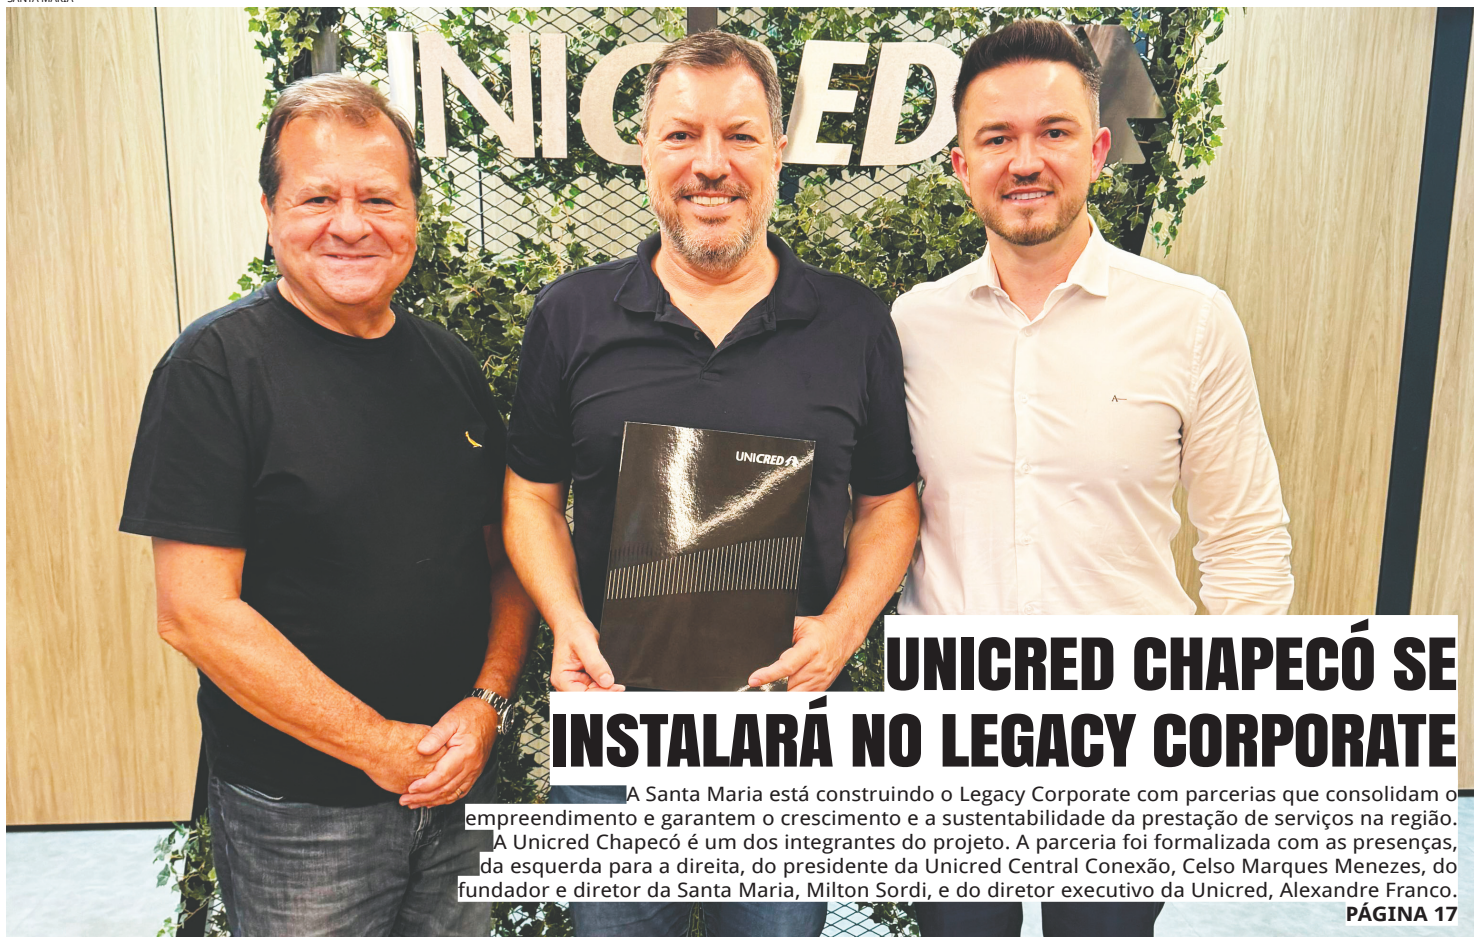 SANTA MARIA
UNICRED
UNICRED
A
UNICRED CHAPECÓ SE
INSTALARÁ NO LEGACY CORPORATE
A Santa Maria está construindo o Legacy Corporate com parcerias que consolidam o
empreendimento e garantem o crescimento e a sustentabilidade da prestação de serviços na região.
A Unicred Chapecó é um dos integrantes do projeto. A parceria foi formalizada com as presenças,
da esquerda para a direita, do presidente da Unicred Central Conexão, Celso Marques Menezes, do
fundador e diretor da Santa Maria, Milton Sordi, e do diretor executivo da Unicred, Alexandre Franco.
PÁGINA 17